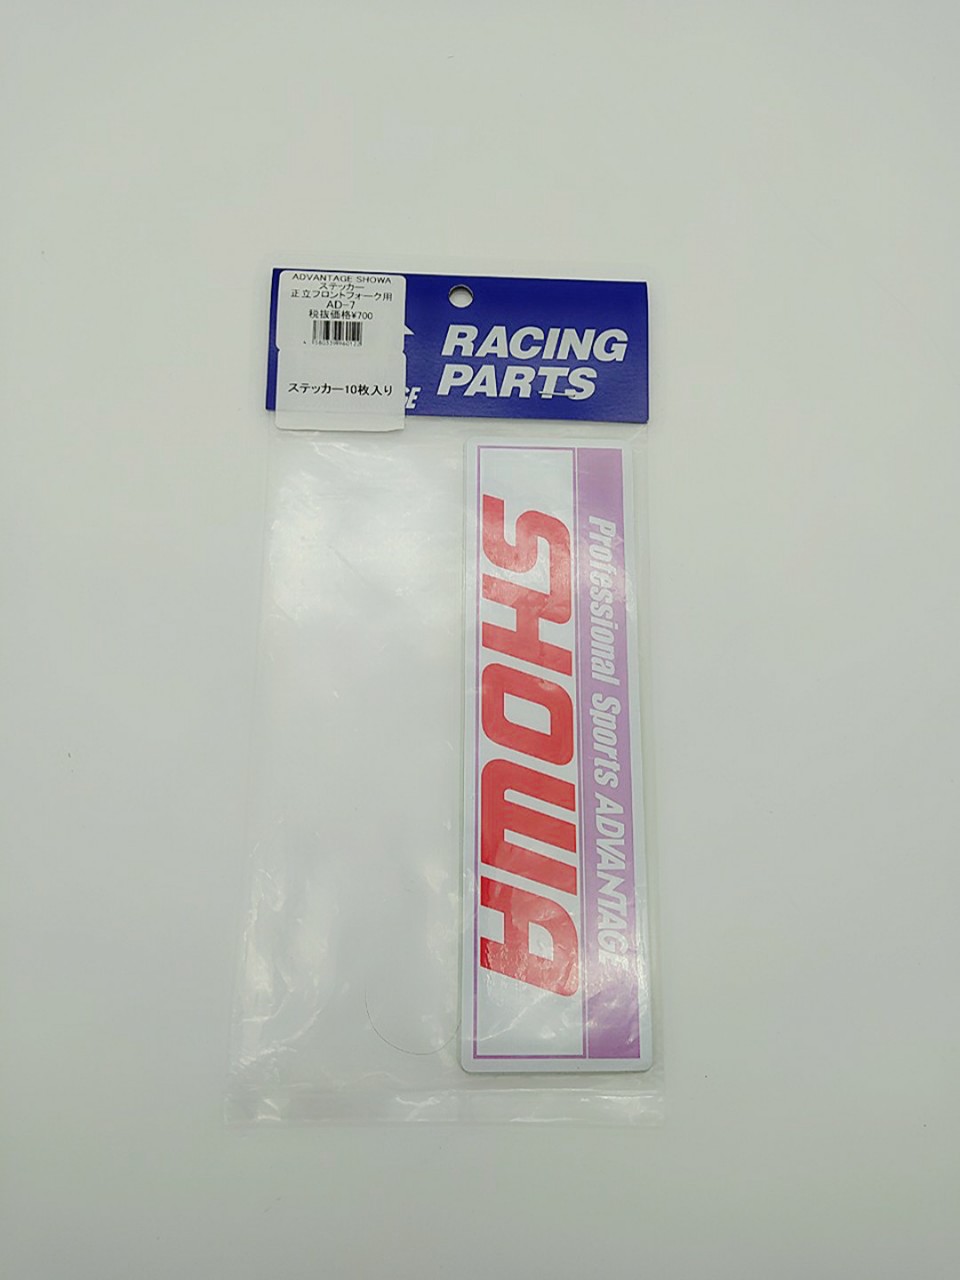 ADVANTAGE SHOWA
ステッカー
正立フロントフォーク用
AD-7
税抜価格¥700
ステッカー10枚入り
GE
RACING
PARTS
SHOWA
Professional Sports ADVANTAGE